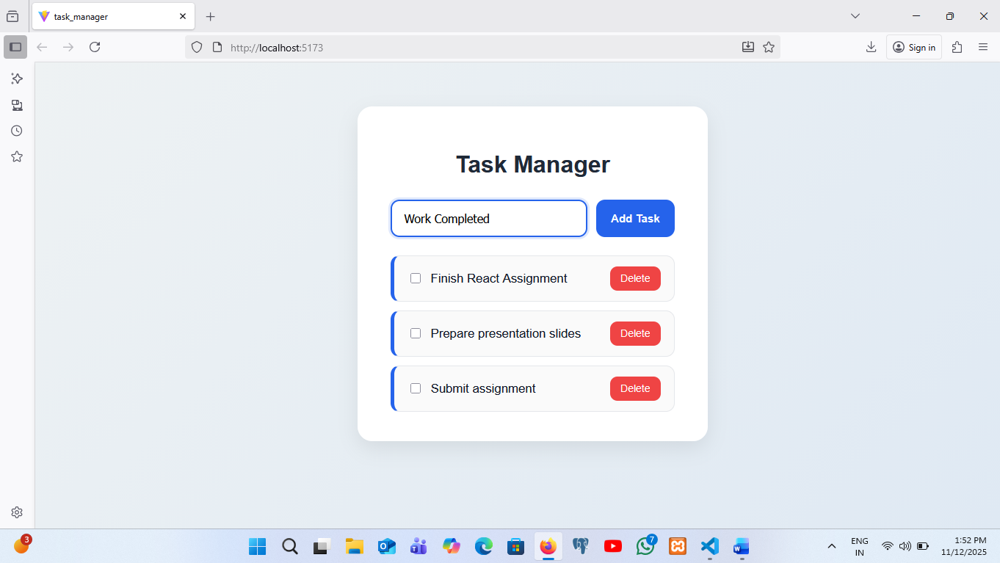 task_manager
http://localhost:5173
Sign in
Task Manager
Work Completed
Add Task
Finish React Assignment
Delete
Prepare presentation slides
Delete
Submit assignment
Delete
3
7
ENG
IN
1:52 PM
11/12/2025